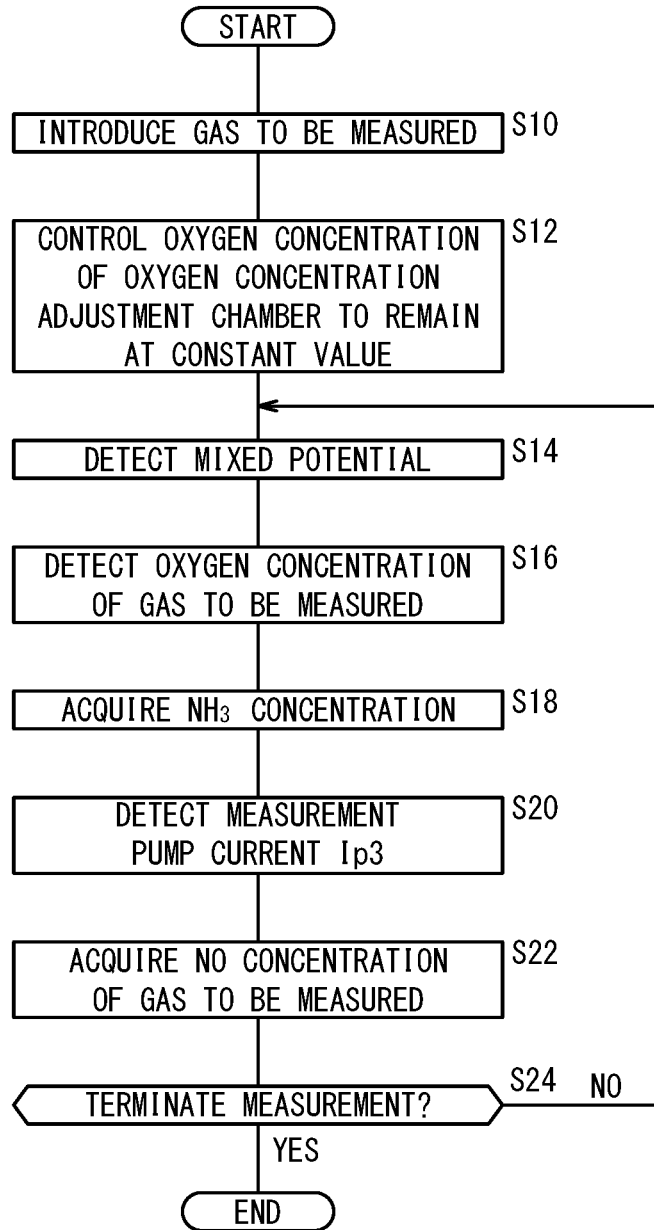 START
INTRODUCE GAS TO BE MEASURED
S10
CONTROL OXYGEN CONCENTRATION
OF OXYGEN CONCENTRATION
ADJUSTMENT CHAMBER TO REMAIN
AT CONSTANT VALUE
S12
DETECT MIXED POTENTIAL
S14
DETECT OXYGEN CONCENTRATION
OF GAS TO BE MEASURED
S16
ACQUIRE NH₃ CONCENTRATION
S18
DETECT MEASUREMENT
PUMP CURRENT Ip3
S20
ACQUIRE NO CONCENTRATION
OF GAS TO BE MEASURED
S22
TERMINATE MEASUREMENT?
S24
NO
YES
END